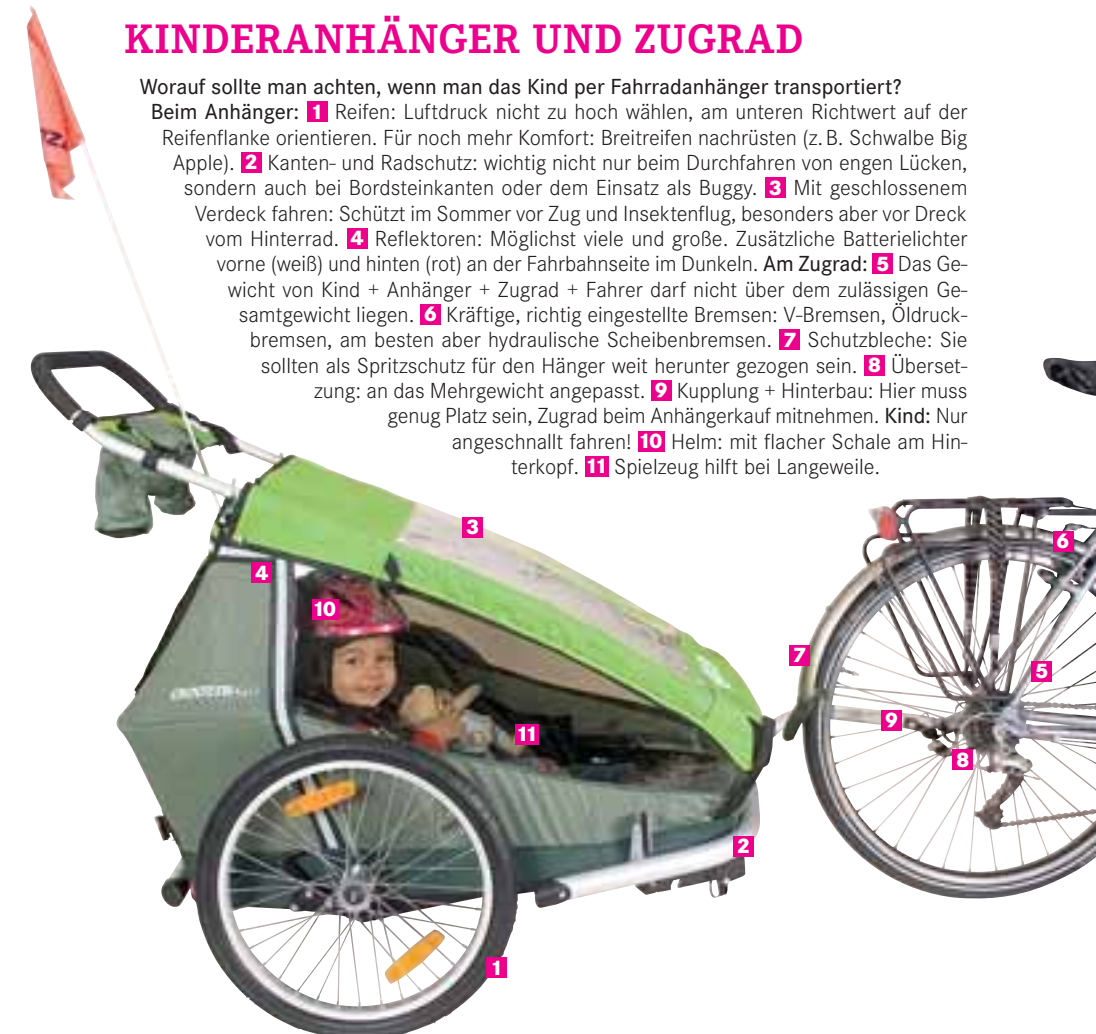 KINDERANHÄNGER UND ZUGRAD
Worauf sollte man achten, wenn man das Kind per Fahrradanhänger transportiert?
Beim Anhänger: 1 Reifen: Luftdruck nicht zu hoch wählen, am unteren Richtwert auf der
Reifenflanke orientieren. Für noch mehr Komfort: Breitreifen nachrüsten (z. B. Schwalbe Big
Apple). 2 Kanten- und Radschutz: wichtig nicht nur beim Durchfahren von engen Lücken,
sondern auch bei Bordsteinkanten oder dem Einsatz als Buggy. 3 Mit geschlossenem
Verdeck fahren: Schützt im Sommer vor Zug und Insektenflug, besonders aber vor Dreck
vom Hinterrad. 4 Reflektoren: Möglichst viele und große. Zusätzliche Batterielichter
vorne (weiß) und hinten (rot) an der Fahrbahnseite im Dunkeln. Am Zugrad: 5 Das Ge-
wicht von Kind + Anhänger + Zugrad + Fahrer darf nicht über dem zulässigen Ge-
samtgewicht liegen. 6 Kräftige, richtig eingestellte Bremsen: V-Bremsen, Öldruck-
bremsen, am besten aber hydraulische Scheibenbremsen. 7 Schutzbleche: Sie
sollten als Spritzschutz für den Hänger weit herunter gezogen sein. 8 Überset-
zung: an das Mehrgewicht angepasst. 9 Kupplung + Hinterbau: Hier muss
genug Platz sein, Zugrad beim Anhängerkauf mitnehmen. Kind: Nur
angeschnallt fahren! 10 Helm: mit flacher Schale am Hin-
terkopf. 11 Spielzeug hilft bei Langeweile.
3
6
4
10
7
5
9
11
8
2
1